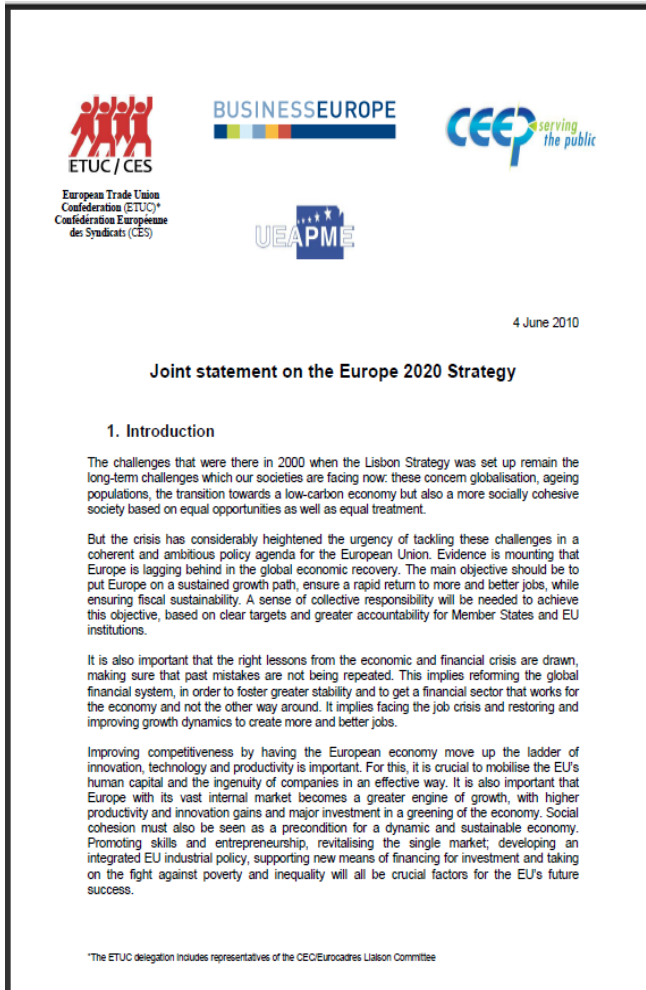 ETUC / CES
European Trade Union
Confederation (ETUC)*
Confédération Européenne
des Syndicats (CES)
BUSINESSEUROPE
CEEP serving
the public
UEAPME
4 June 2010
Joint statement on the Europe 2020 Strategy
1. Introduction
The challenges that were there in 2000 when the Lisbon Strategy was set up remain the
long-term challenges which our societies are facing now: these concern globalisation, ageing
populations, the transition towards a low-carbon economy but also a more socially cohesive
society based on equal opportunities as well as equal treatment.
But the crisis has considerably heightened the urgency of tackling these challenges in a
coherent and ambitious policy agenda for the European Union. Evidence is mounting that
Europe is lagging behind in the global economic recovery. The main objective should be to
put Europe on a sustained growth path, ensure a rapid return to more and better jobs, while
ensuring fiscal sustainability. A sense of collective responsibility will be needed to achieve
this objective, based on clear targets and greater accountability for Member States and EU
institutions.
It is also important that the right lessons from the economic and financial crisis are drawn,
making sure that past mistakes are not being repeated. This implies reforming the global
financial system, in order to foster greater stability and to get a financial sector that works for
the economy and not the other way around. It implies facing the job crisis and restoring and
improving growth dynamics to create more and better jobs.
Improving competitiveness by having the European economy move up the ladder of
innovation, technology and productivity is important. For this, it is crucial to mobilise the EU's
human capital and the ingenuity of companies in an effective way. It is also important that
Europe with its vast internal market becomes a greater engine of growth, with higher
productivity and innovation gains and major investment in a greening of the economy. Social
cohesion must also be seen as a precondition for a dynamic and sustainable economy.
Promoting skills and entrepreneurship, revitalising the single market; developing an
integrated EU industrial policy, supporting new means of financing for investment and taking
on the fight against poverty and inequality will all be crucial factors for the EU's future
success.
*The ETUC delegation includes representatives of the CEC/Eurocadres Liaison Committee